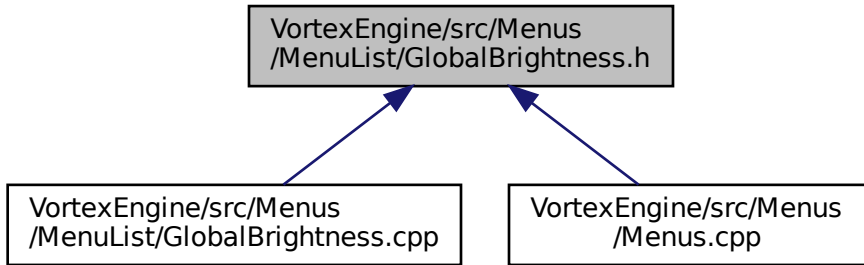 VortexEngine/src/Menus
/MenuList/GlobalBrightness.h
VortexEngine/src/Menus
/MenuList/GlobalBrightness.cpp
VortexEngine/src/Menus
/Menus.cpp